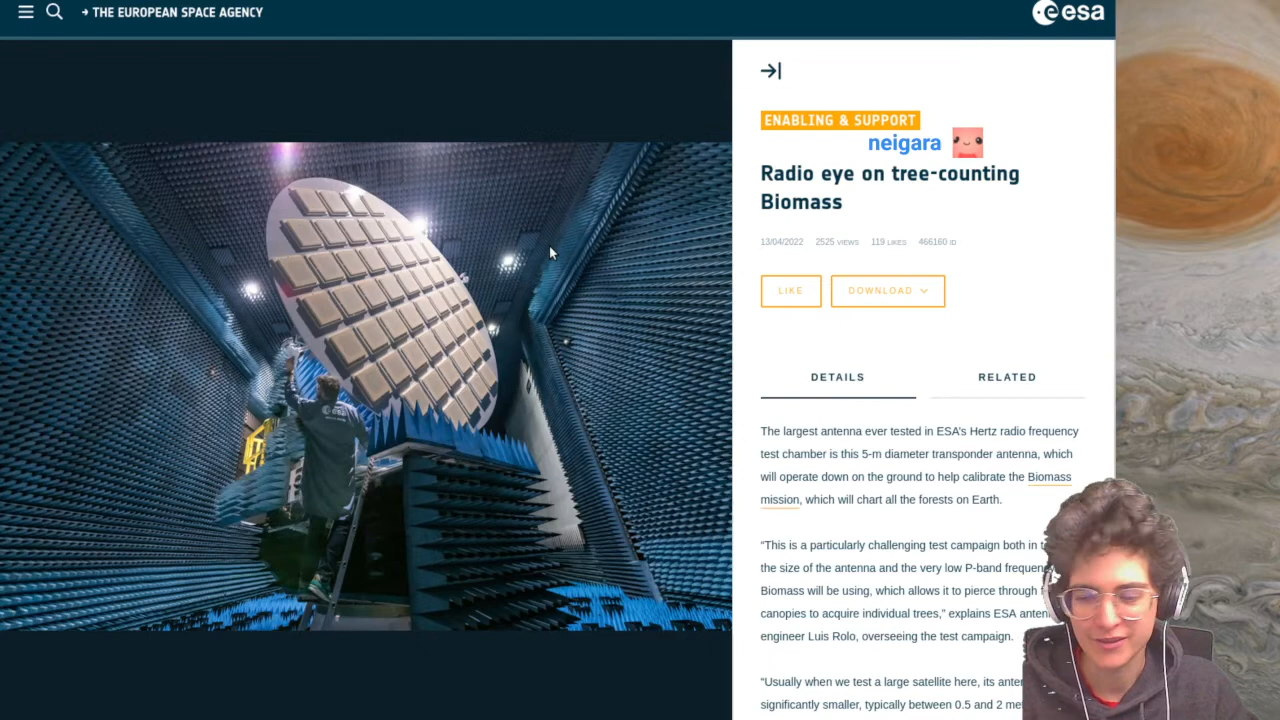 → THE EUROPEAN SPACE AGENCY
esa
ENABLING & SUPPORT
neigara
Radio eye on tree-counting
Biomass
13/04/2022 2525 VIEWS 119 LIKES 466160 ID
LIKE DOWNLOAD
DETAILS RELATED
The largest antenna ever tested in ESA's Hertz radio frequency
test chamber is this 5-m diameter transponder antenna, which
will operate down on the ground to help calibrate the Biomass
mission, which will chart all the forests on Earth.
“This is a particularly challenging test campaign both in
the size of the antenna and the very low P-band
Biomass will be using, which allows it to pierce through
canopies to acquire individual trees,” explains ESA
engineer Luis Rolo, overseeing the test campaign.
“Usually when we test a large satellite here, its
significantly smaller, typically between 0.5 and 2
esa